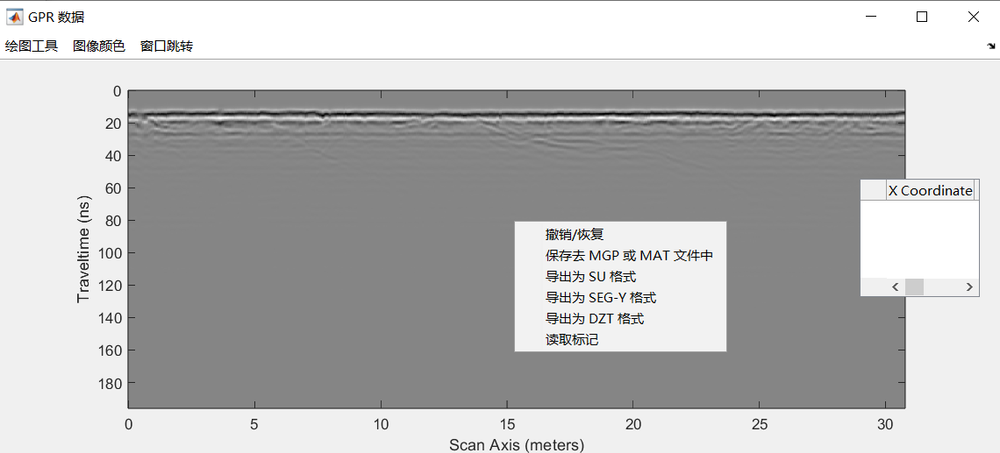 GPR 数据
绘图工具 图像颜色 窗口跳转
0
20
40
60
80
100
120
140
160
180
Traveltime (ns)
0 5 10 15 20 25 30
Scan Axis (meters)
撤销/恢复
保存去 MGP 或 MAT 文件中
导出为 SU 格式
导出为 SEG-Y 格式
导出为 DZT 格式
读取标记
X Coordinate